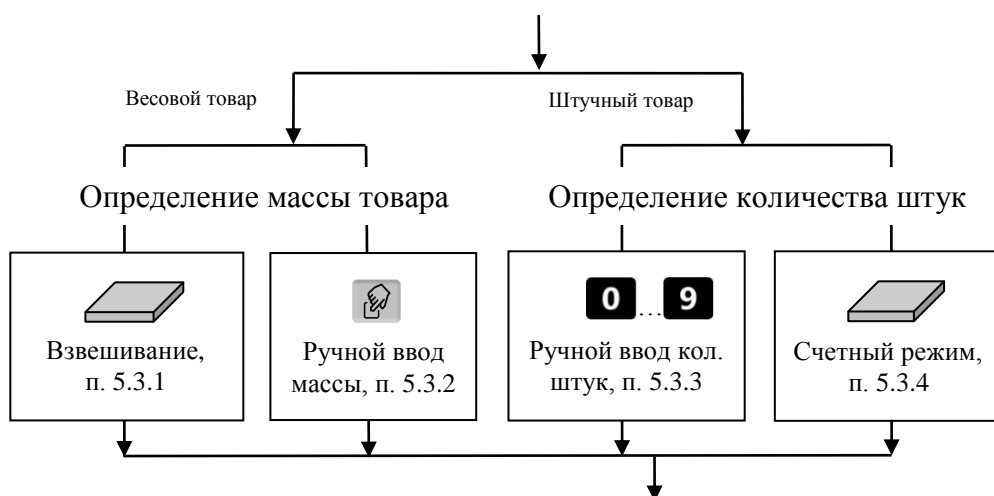 Весовой товар
Штучный товар
Определение массы товара
Определение количества штук
Взвешивание,
п. 5.3.1
Ручной ввод
массы, п. 5.3.2
0...9
Ручной ввод кол.
штук, п. 5.3.3
Счетный режим,
п. 5.3.4